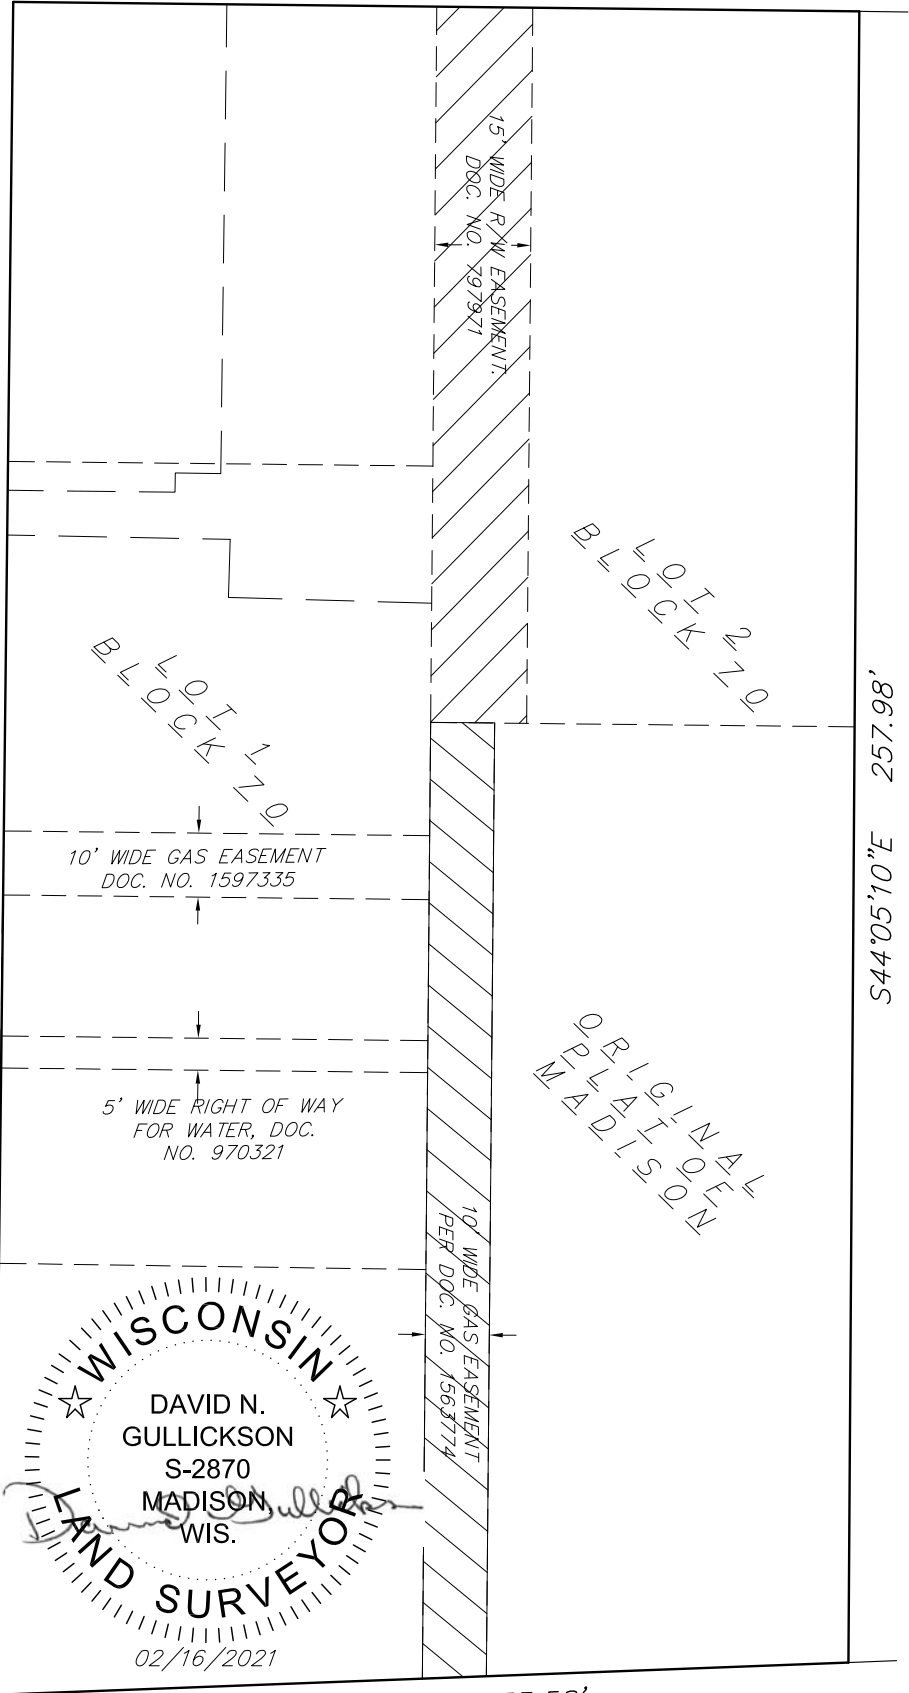 15' WIDE R/W EASEMENT.
DOC. NO. 797971
LOT 2
BLOCK 70
LOT 1
BLOCK 70
S44°05'10"E 257.98'
10' WIDE GAS EASEMENT
DOC. NO. 1597335
5' WIDE RIGHT OF WAY
FOR WATER, DOC.
NO. 970321
ORIGINAL
PLAT OF
MADISON
10' WIDE GAS EASEMENT
PER DOC. NO. 1563774
WISCONSIN
DAVID N.
GULLICKSON
S-2870
MADISON,
WIS.
LAND SURVEYOR
02/16/2021